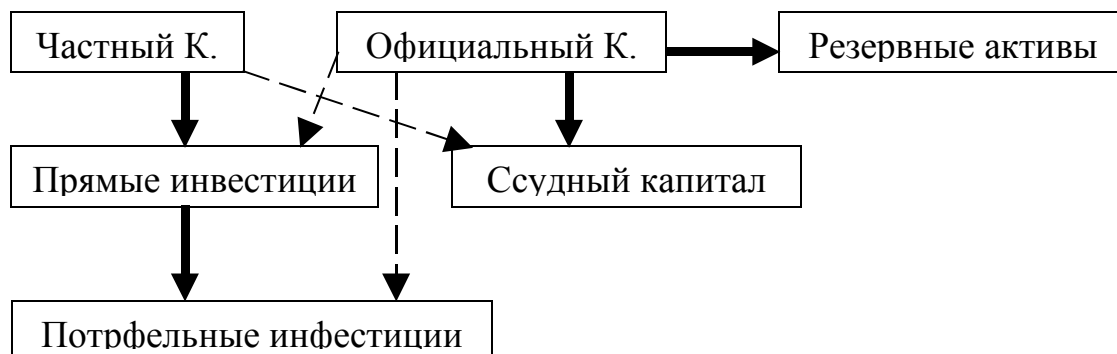 Частный К.
Официальный К.
Резервные активы
Прямые инвестиции
Ссудный капитал
Потрфельные инфестиции